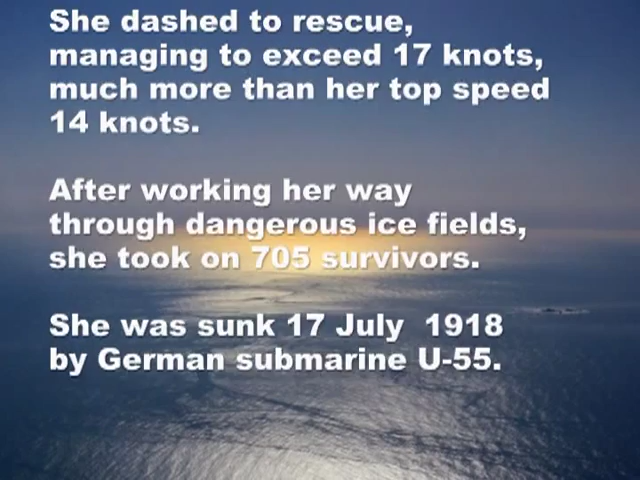 She dashed to rescue,
managing to exceed 17 knots,
much more than her top speed
14 knots.
After working her way
through dangerous ice fields,
she took on 705 survivors.
She was sunk 17 July 1918
by German submarine U-55.